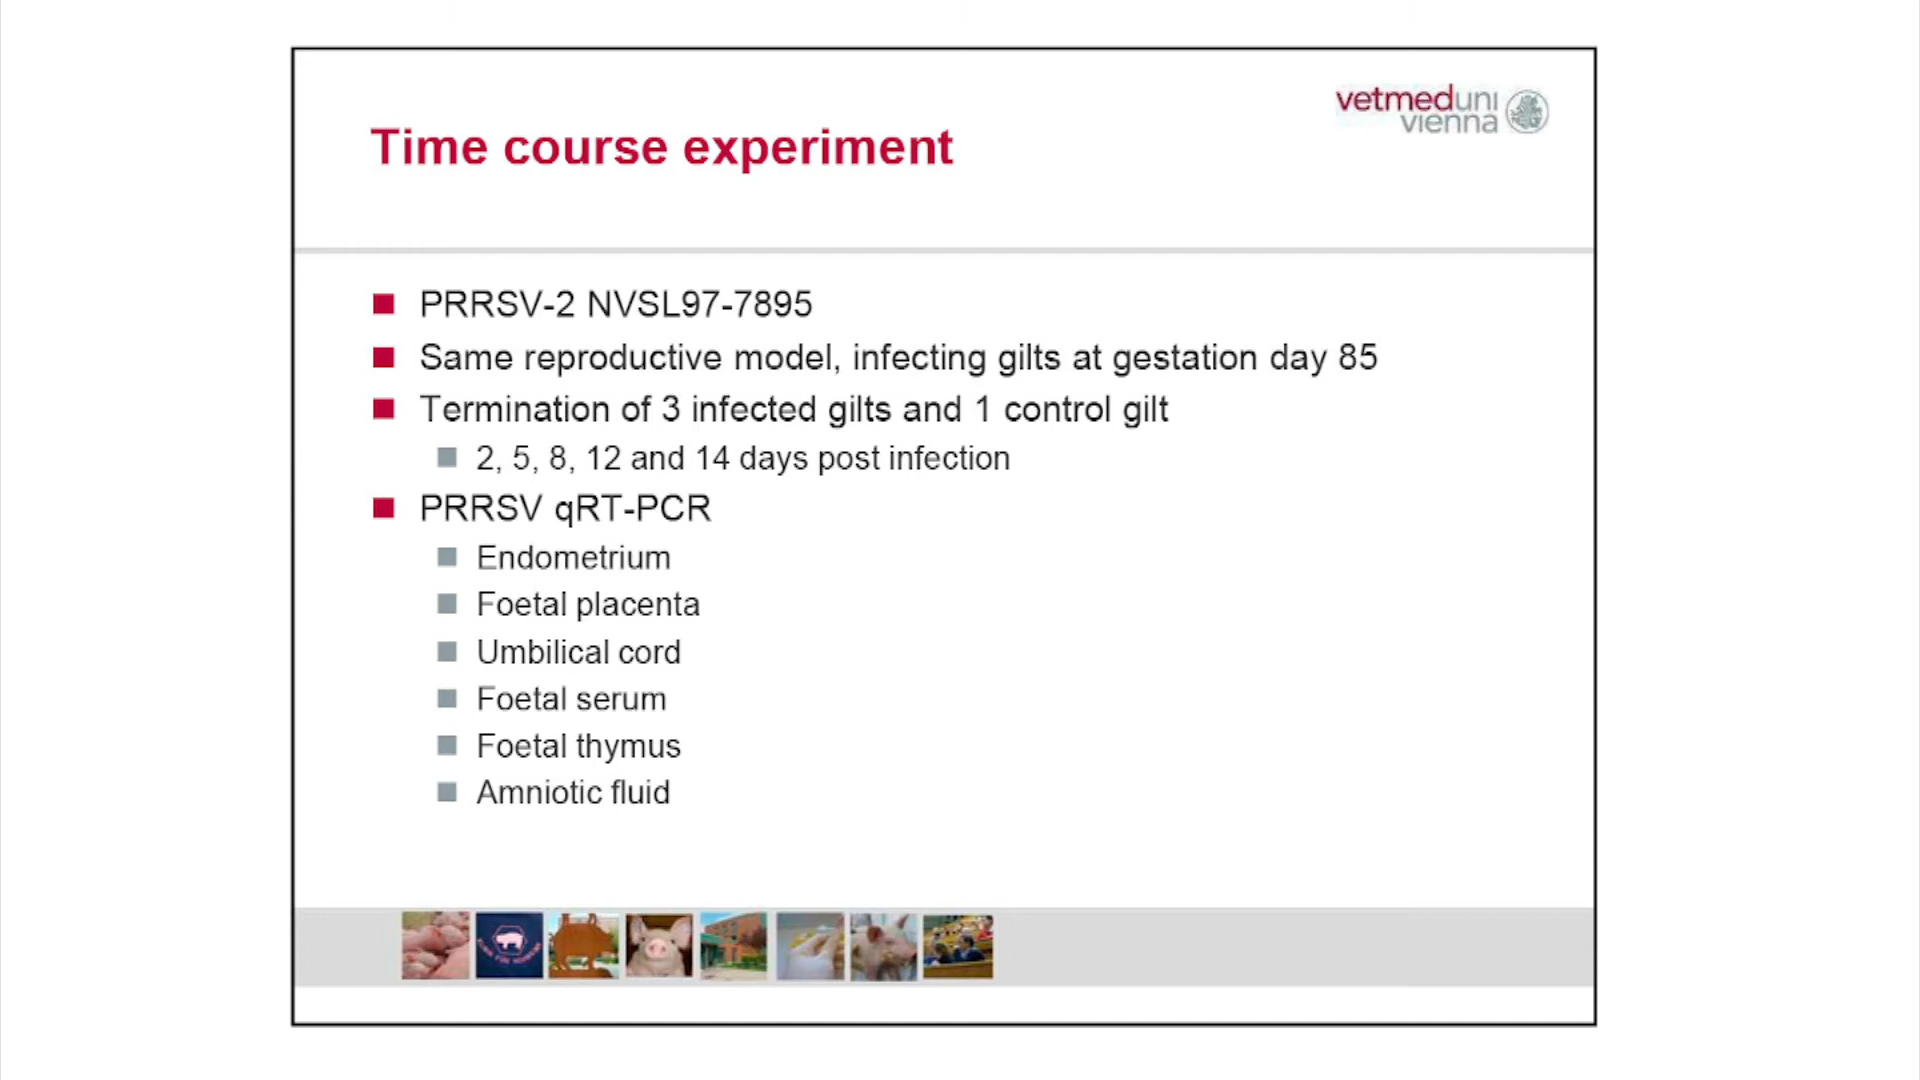 vetmeduni
vienna
Time course experiment
PRRSV-2 NVSL97-7895
Same reproductive model, infecting gilts at gestation day 85
Termination of 3 infected gilts and 1 control gilt
2, 5, 8, 12 and 14 days post infection
PRRSV qRT-PCR
Endometrium
Foetal placenta
Umbilical cord
Foetal serum
Foetal thymus
Amniotic fluid